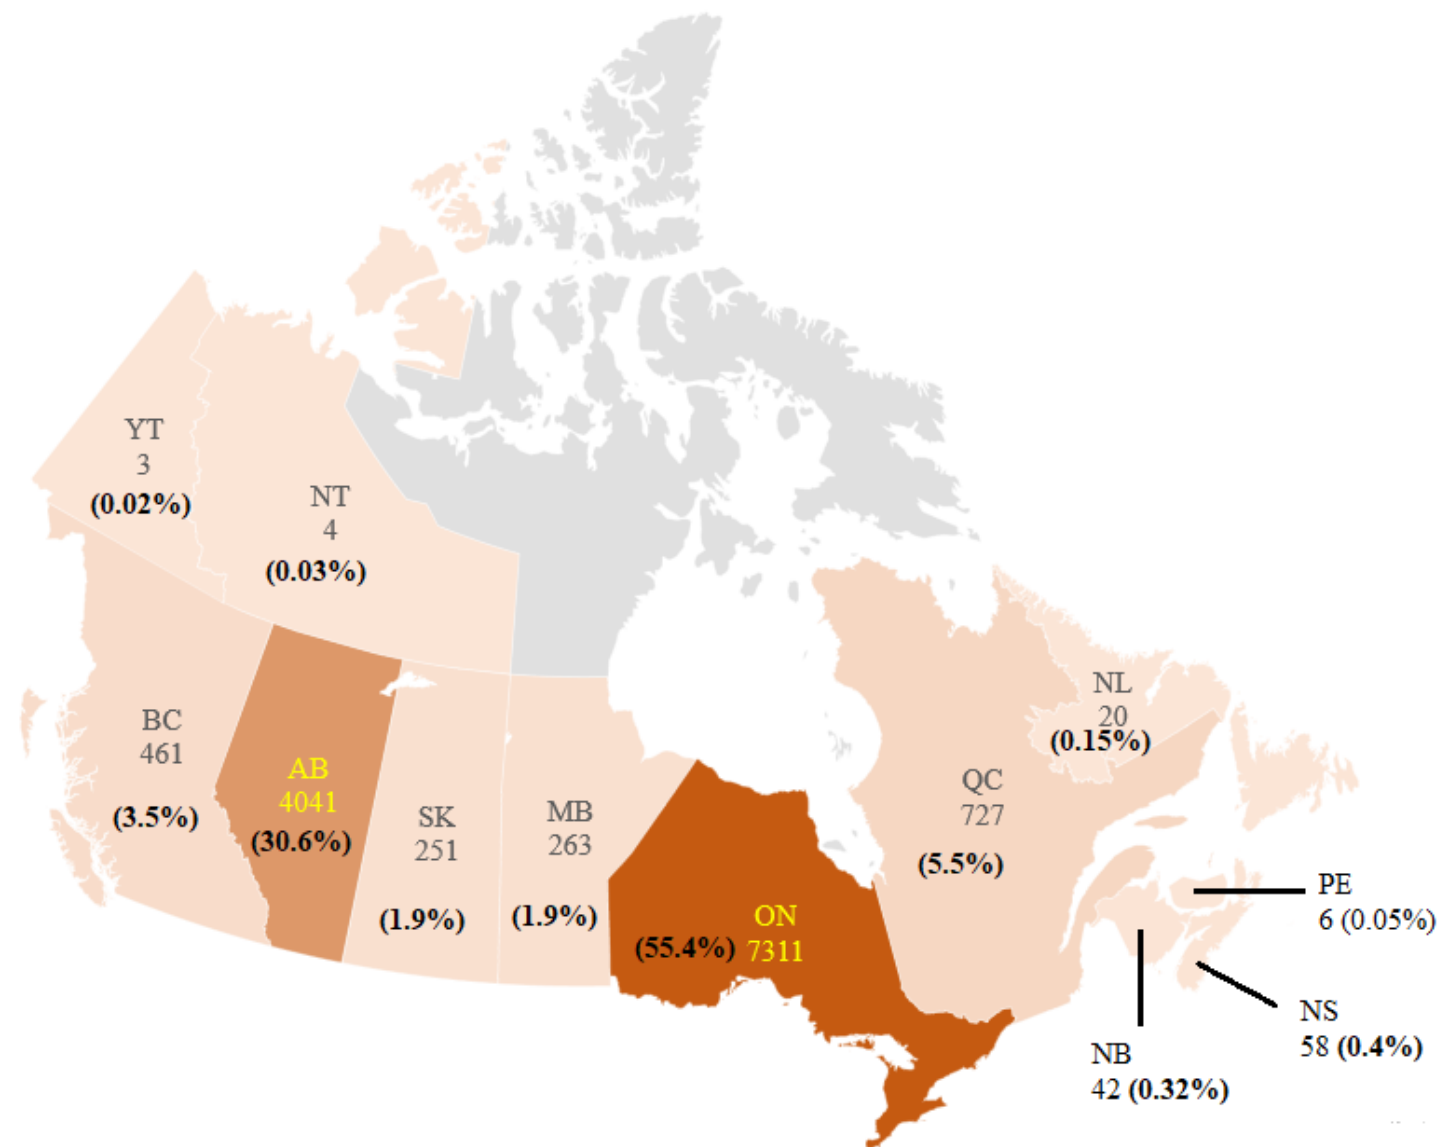 YT
3
(0.02%)
NT
4
(0.03%)
BC
461
(3.5%)
AB
4041
(30.6%)
SK
251
(1.9%)
MB
263
(1.9%)
ON
(55.4%) 7311
QC
727
(5.5%)
NL
20
(0.15%)
PE
6 (0.05%)
NS
58 (0.4%)
NB
42 (0.32%)